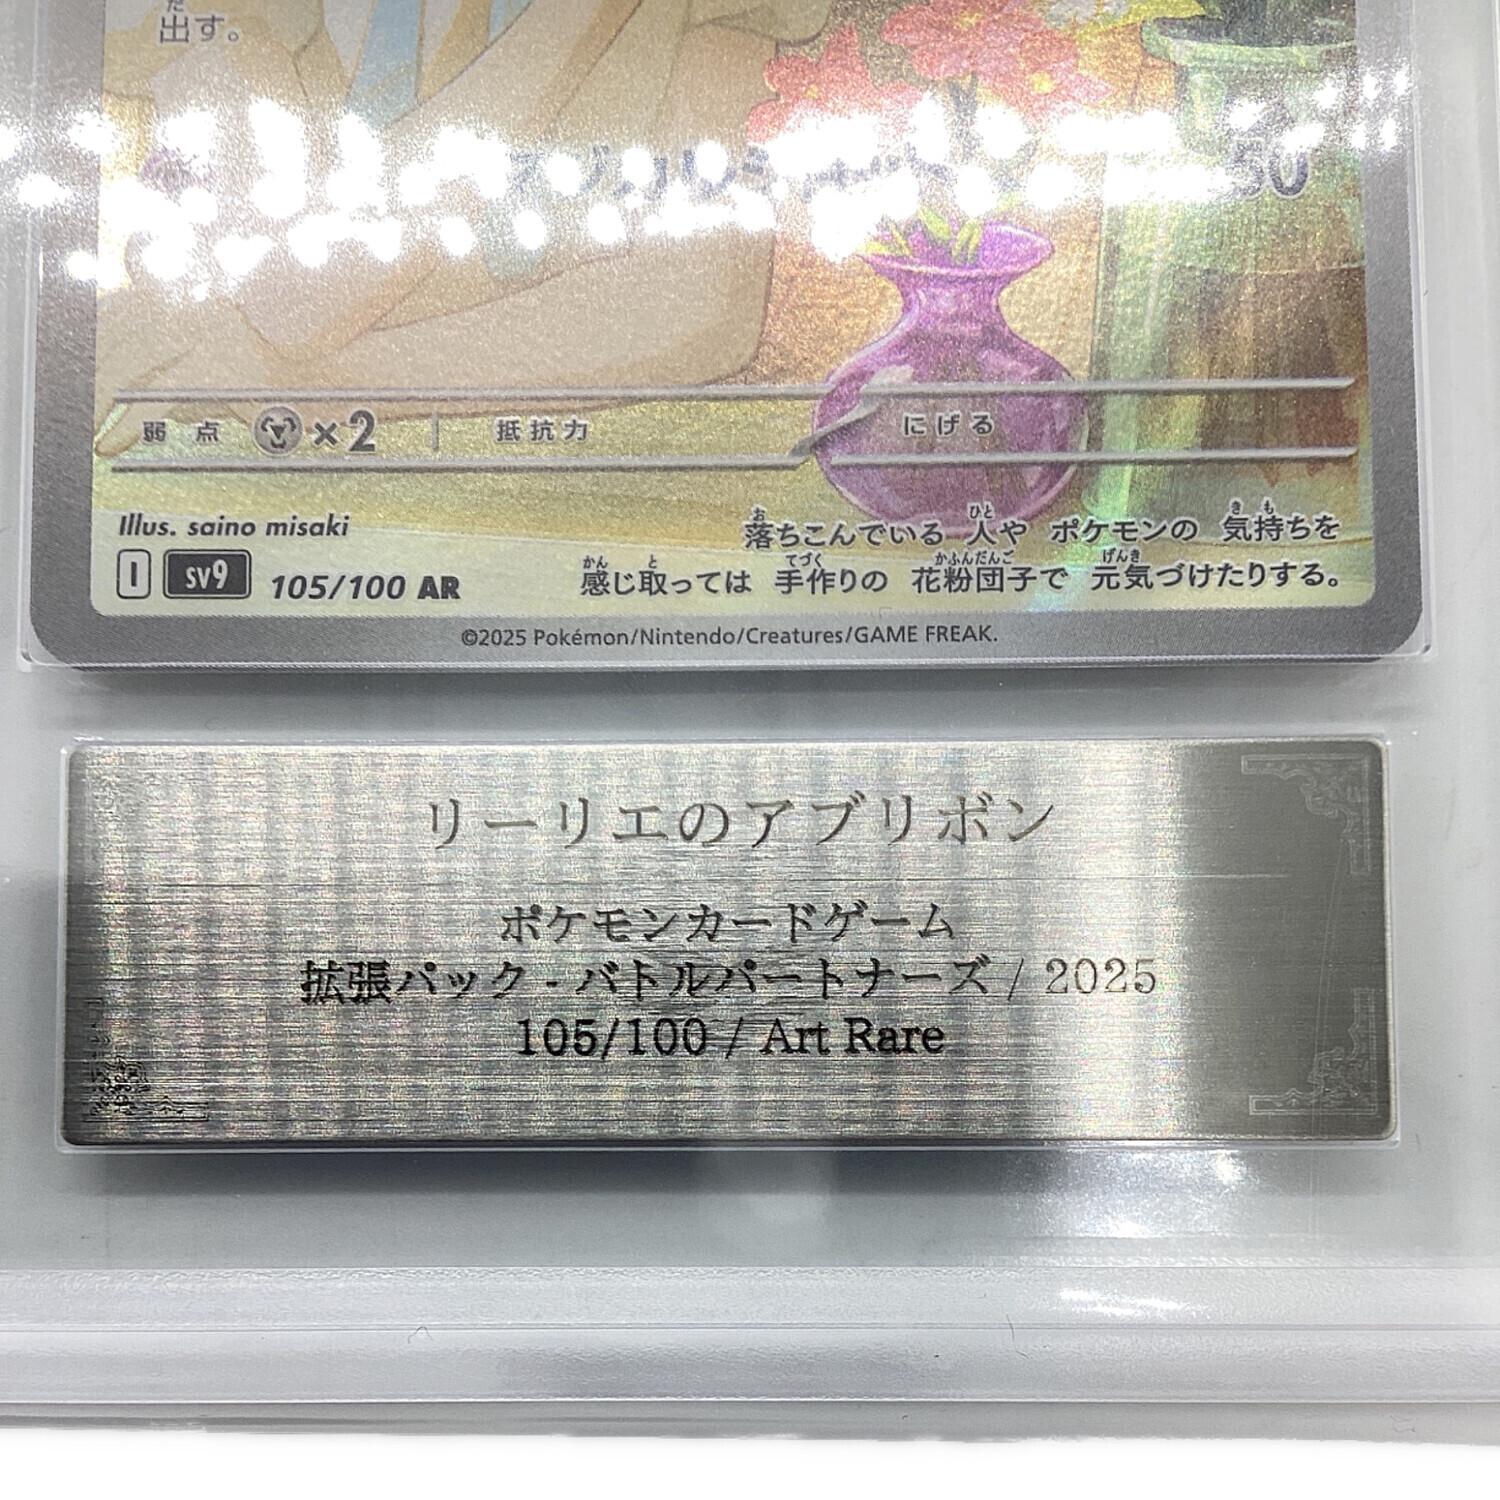 出す。
50
弱点 ×2 抵抗力 にげる
Illus. saino misaki
落ちこんでいる 人や ポケモンの 気持ちを
感じ取っては 手作りの 花粉団子で 元気づけたりする。
I sv9 105/100 AR
©2025 Pokémon/Nintendo/Creatures/GAME FREAK.
リーリエのアブリボン
ポケモンカードゲーム
拡張パック - バトルパートナーズ / 2025
105/100 / Art Rare